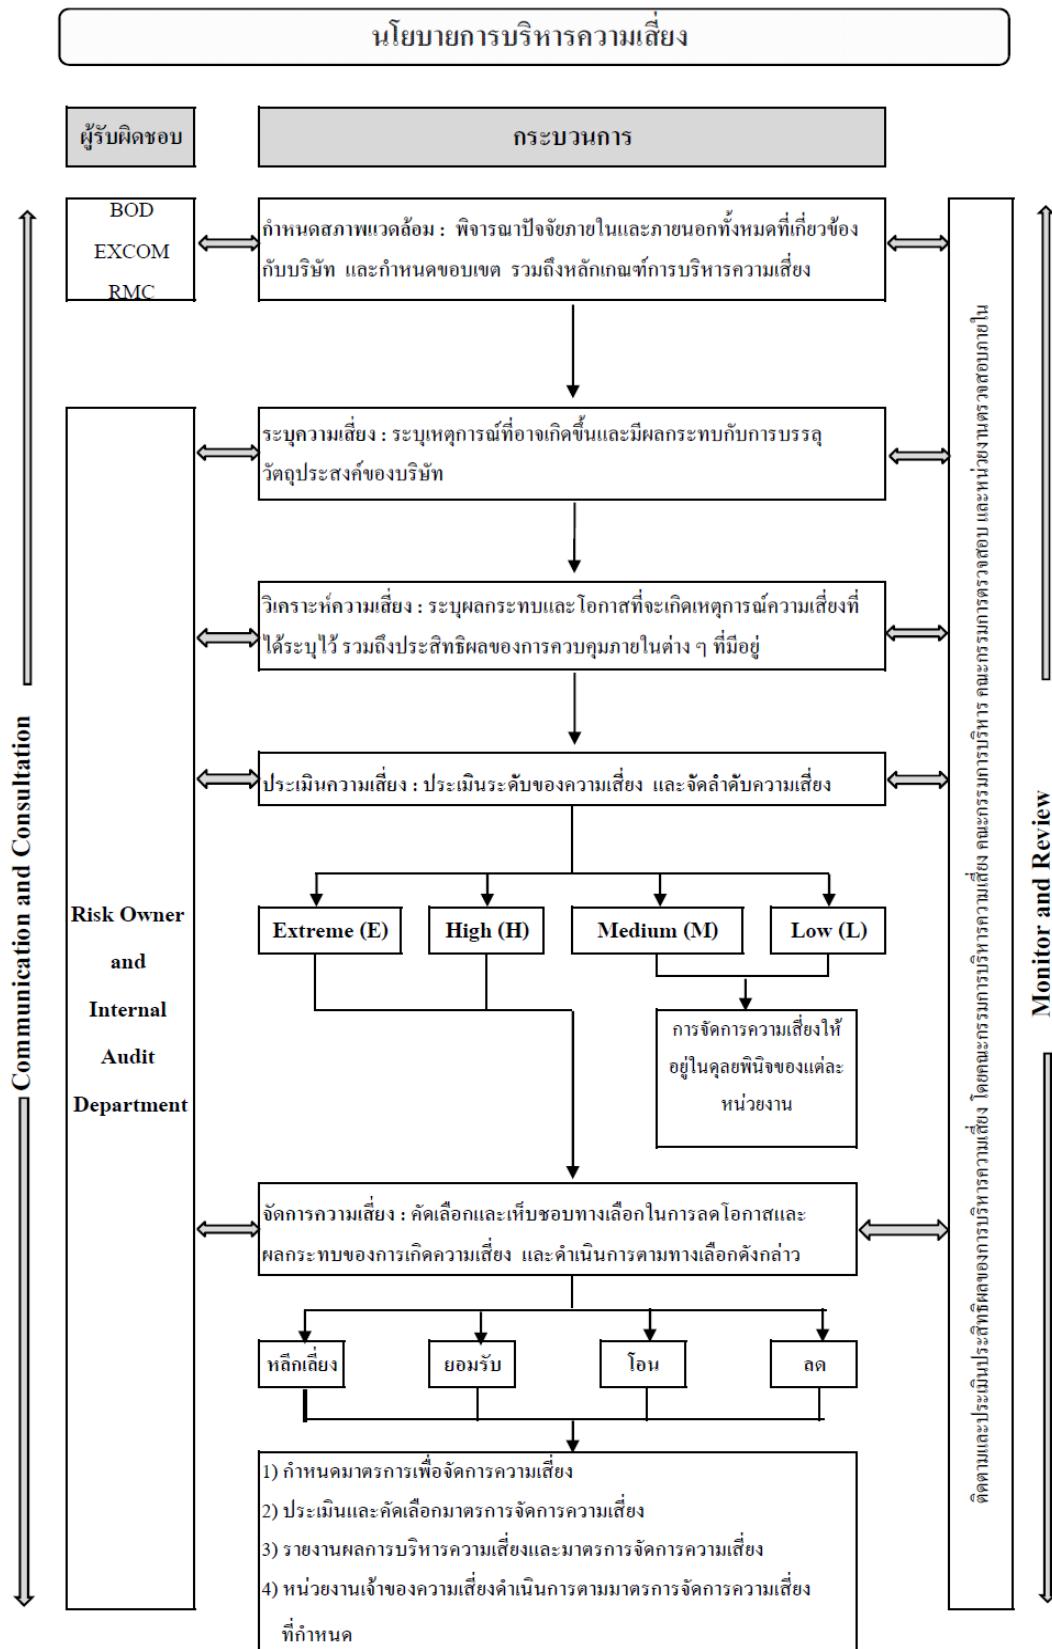 นโยบายการบริหารความเสี่ยง
ผู้รับผิดชอบ
กระบวนการ
BOD
EXCOM
RMC
กำหนดสภาพแวดล้อม : พิจารณาปัจจัยภายในและภายนอกทั้งหมดที่เกี่ยวข้อง
กับบริษัท และกำหนดขอบเขต รวมถึงหลักเกณฑ์การบริหารความเสี่ยง
ระบุความเสี่ยง : ระบุเหตุการณ์ที่อาจเกิดขึ้นและมีผลกระทบกับการบรรลุ
วัตถุประสงค์ของบริษัท
วิเคราะห์ความเสี่ยง : ระบุผลกระทบและโอกาสที่จะเกิดเหตุการณ์ความเสี่ยงที่
ได้ระบุไว้ รวมถึงประสิทธิผลของการควบคุมภายในต่าง ๆ ที่มีอยู่
ประเมินความเสี่ยง : ประเมินระดับของความเสี่ยง และจัดลำดับความเสี่ยง
Extreme (E)
High (H)
Medium (M)
Low (L)
การจัดการความเสี่ยงให้
อยู่ในดุลยพินิจของแต่ละ
หน่วยงาน
Risk Owner
and
Internal
Audit
Department
จัดการความเสี่ยง : คัดเลือกและเห็นชอบทางเลือกในการลดโอกาสและ
ผลกระทบของการเกิดความเสี่ยง และดำเนินการตามทางเลือกดังกล่าว
หลีกเลี่ยง
ยอมรับ
โอน
ลด
1) กำหนดมาตรการเพื่อจัดการความเสี่ยง
2) ประเมินและคัดเลือกมาตรการจัดการความเสี่ยง
3) รายงานผลการบริหารความเสี่ยงและมาตรการจัดการความเสี่ยง
4) หน่วยงานเจ้าของความเสี่ยงดำเนินการตามมาตรการจัดการความเสี่ยง
ที่กำหนด
Communication and Consultation
ติดตามและประเมินประสิทธิผลของการบริหารความเสี่ยง โดยคณะกรรมการบริหารความเสี่ยง คณะกรรมการบริหาร คณะกรรมการตรวจสอบ และหน่วยงานตรวจสอบภายใน
Monitor and Review